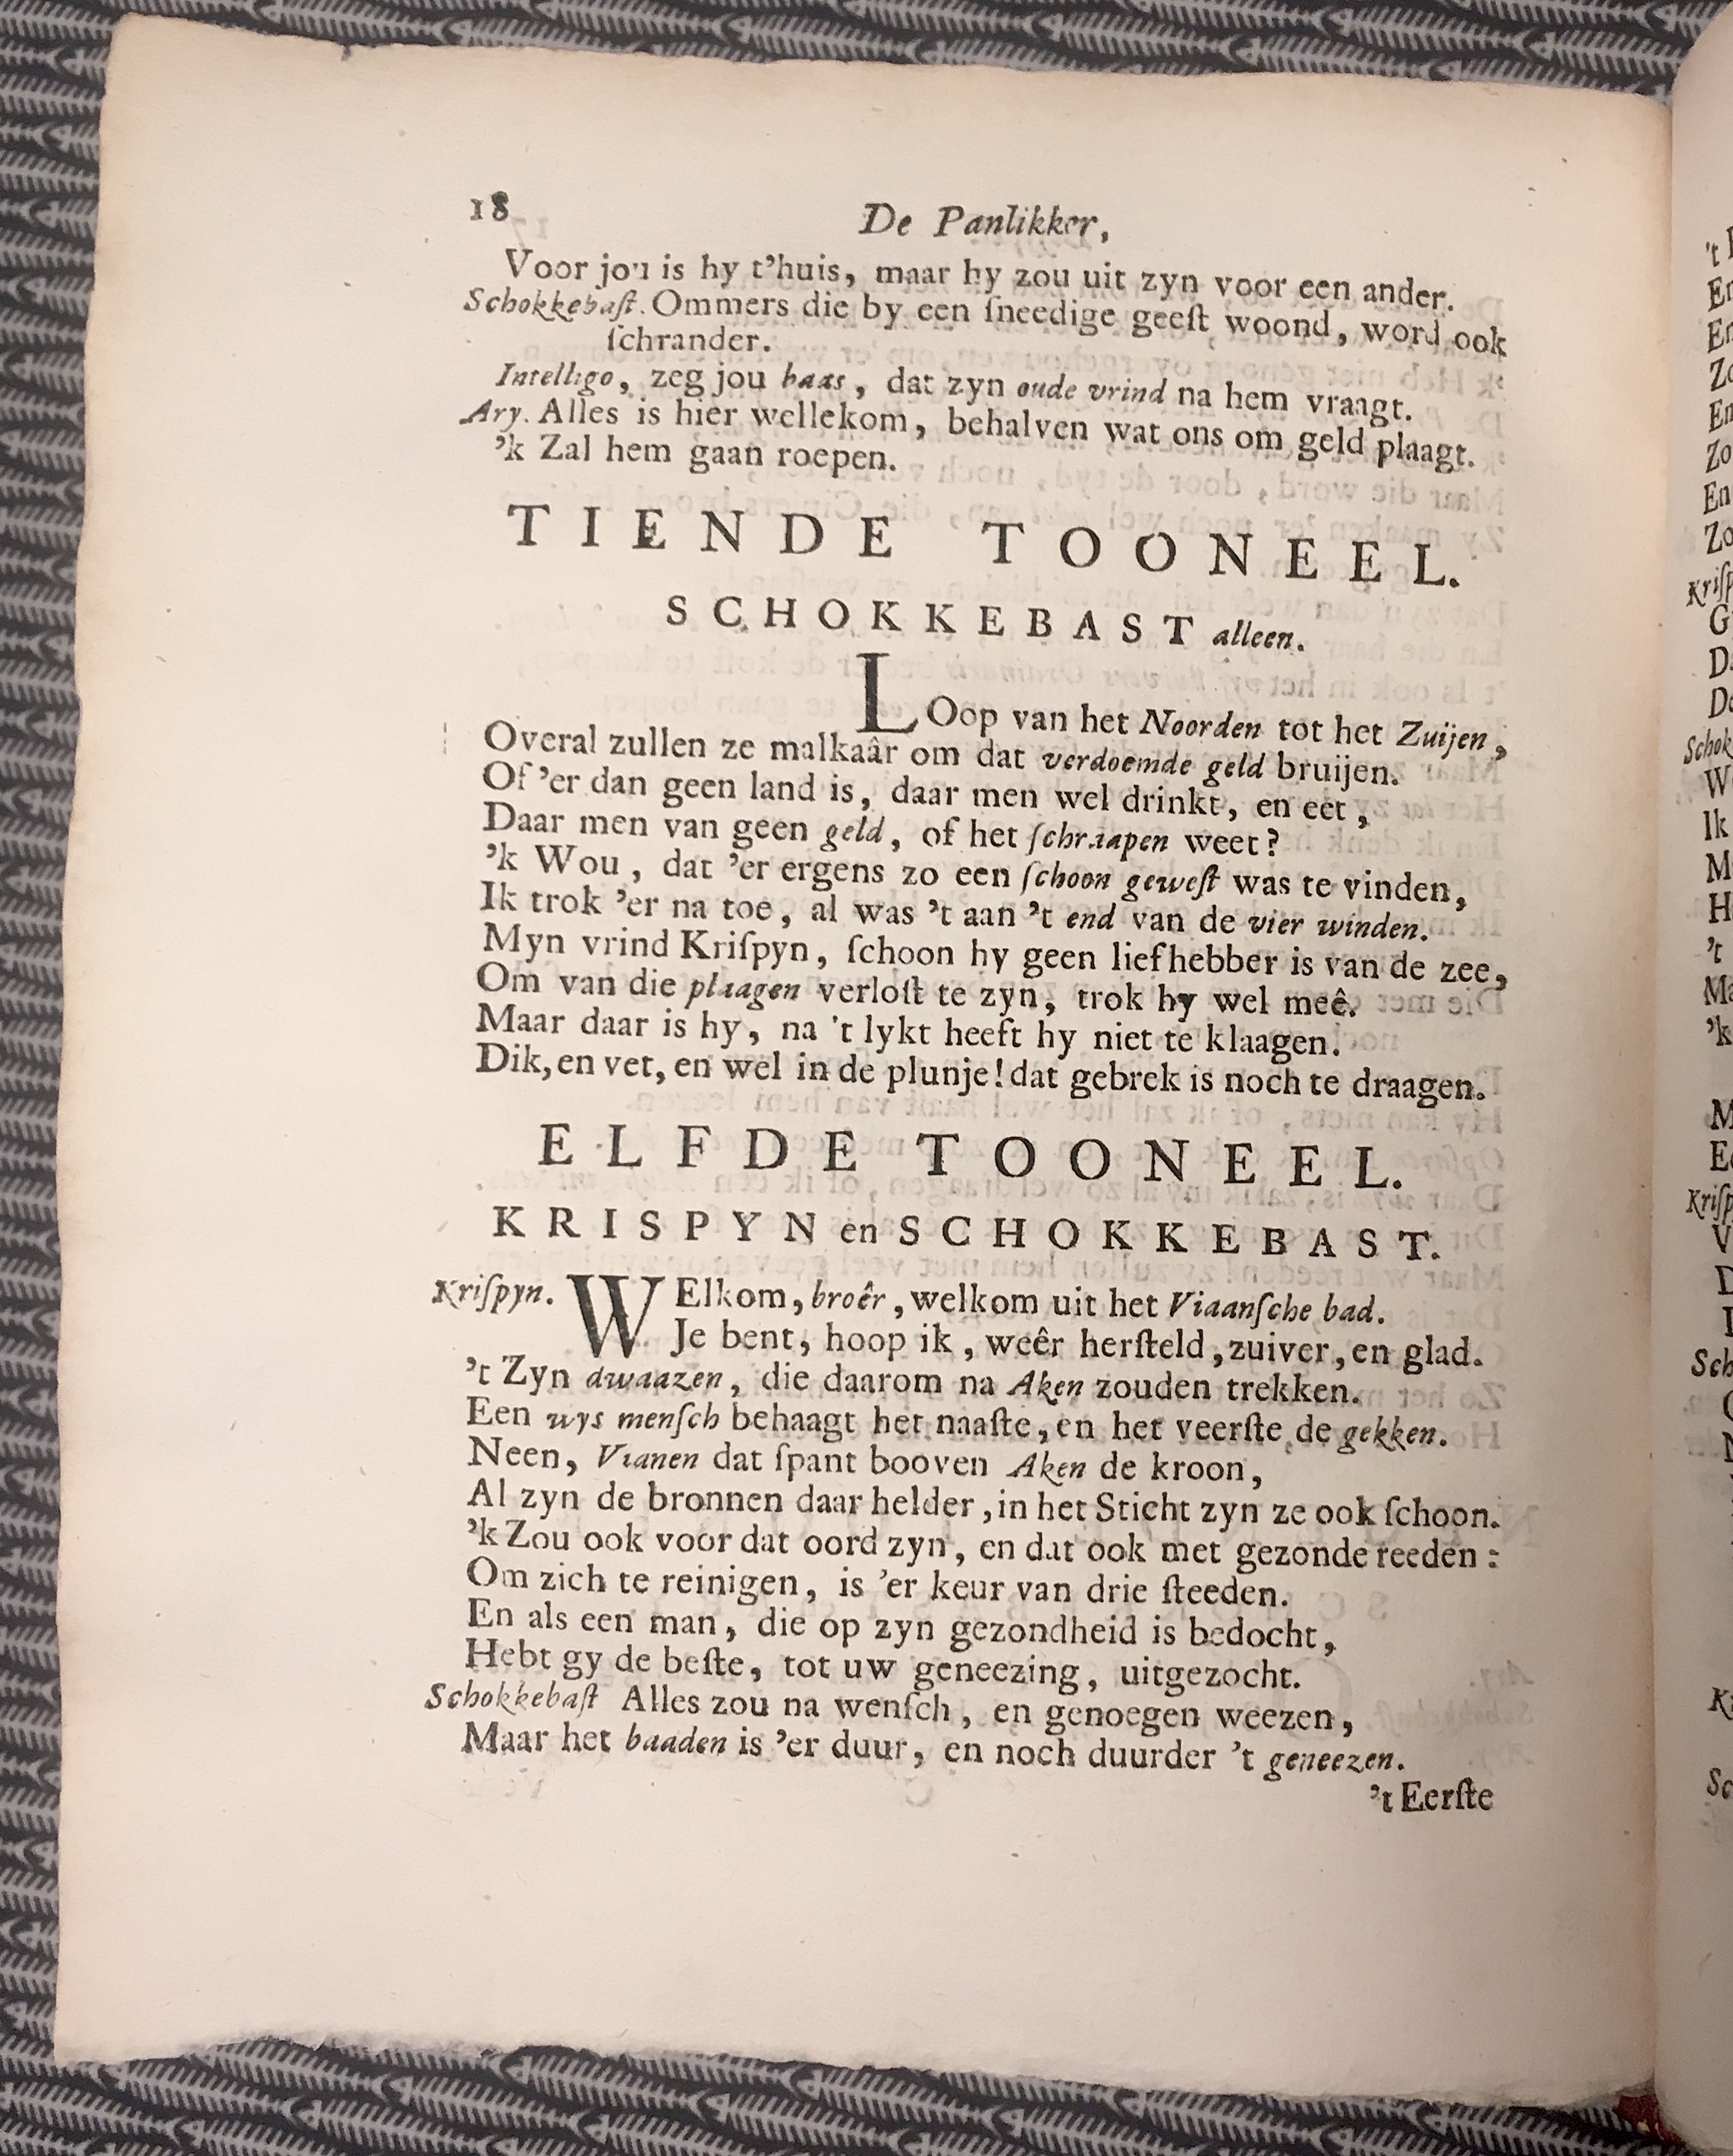 18
De Panlikker,
Voor jou is hy t'huis, maar hy zou uit zyn voor een ander.
Schokkebaſt. Ommers die by een ſneedige geeſt woond, word ook
ſchrander.
Intelligo, zeg jou baas, dat zyn oude vrind na hem vraagt.
Ary. Alles is hier wellekom, behalven wat ons om geld plaagt.
'k Zal hem gaan roepen.
TIENDE TOONEEL.
SCHOKKEBAST alleen.
LOop van het Noorden tot het Zuijen,
Overal zullen ze malkaâr om dat verdoemde geld bruijen.
Of 'er dan geen land is, daar men wel drinkt, en eet,
Daar men van geen geld, of het ſchraapen weet?
'k Wou, dat 'er ergens zo een ſchoon geweſt was te vinden,
Ik trok 'er na toe, al was 't aan 't end van de vier winden.
Myn vrind Kriſpyn, ſchoon hy geen liefhebber is van de zee,
Om van die plaagen verloſt te zyn, trok hy wel meê.
Maar daar is hy, na 't lykt heeft hy niet te klaagen.
Dik, en vet, en wel in de plunje! dat gebrek is noch te draagen.
ELFDE TOONEEL.
KRISPYN en SCHOKKEBAST.
Kriſpyn. WElkom, broêr, welkom uit het Viaanſche bad.
Je bent, hoop ik, weêr herſteld, zuiver, en glad.
't Zyn dwaazen, die daarom na Aken zouden trekken.
Een wys menſch behaagt het naaſte, en het veerſte de gekken.
Neen, Vianen dat ſpant booven Aken de kroon,
Al zyn de bronnen daar helder, in het Sticht zyn ze ook ſchoon.
'k Zou ook voor dat oord zyn, en dat ook met gezonde reeden:
Om zich te reinigen, is 'er keur van drie ſteeden.
En als een man, die op zyn gezondheid is bedocht,
Hebt gy de beſte, tot uw geneezing, uitgezocht.
Schokkebaſt Alles zou na wenſch, en genoegen weezen,
Maar het baaden is 'er duur, en noch duurder 't geneezen.
't Eerſte